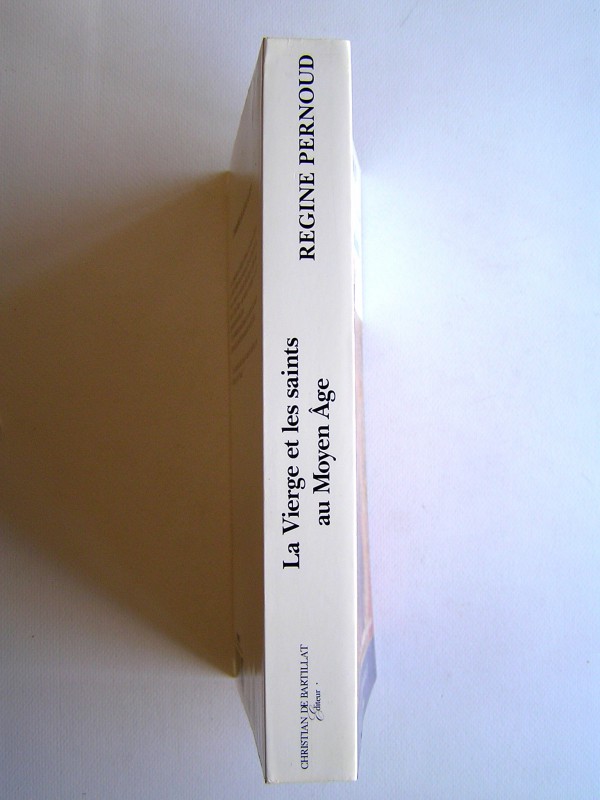 REGINE PERNOUD
La Vierge et les saints
au Moyen Âge
CHRISTIAN DE BARTILLAT
Éditeur